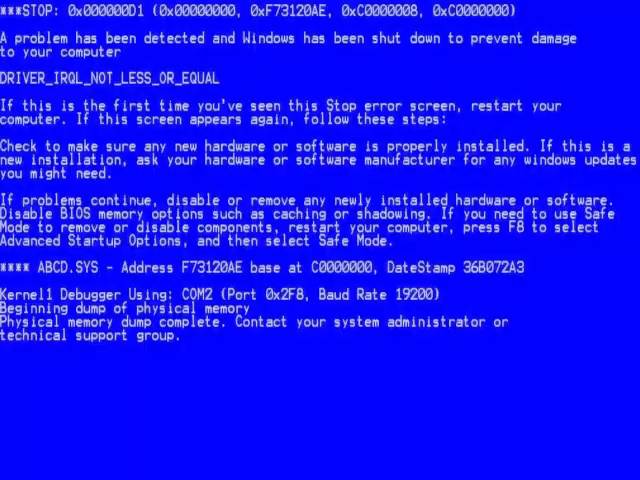 ***STOP: 0x000000D1 (0x00000000, 0xF73120AE, 0xC0000008, 0xC0000000)
A problem has been detected and Windows has been shut down to prevent damage
to your computer
DRIVER_IRQL_NOT_LESS_OR_EQUAL
If this is the first time you've seen this Stop error screen, restart your
computer. If this screen appears again, follow these steps:
Check to make sure any new hardware or software is properly installed. If this is a
new installation, ask your hardware or software manufacturer for any windows updates
you might need.
If problems continue, disable or remove any newly installed hardware or software.
Disable BIOS memory options such as caching or shadowing. If you need to use Safe
Mode to remove or disable components, restart your computer, press F8 to select
Advanced Startup Options, and then select Safe Mode.
**** ABCD.SYS - Address F73120AE base at C0000000, DateStamp 36B072A3
Kernel1 Debugger Using: COM2 (Port 0x2F8, Baud Rate 19200)
Beginning dump of physical memory
Physical memory dump complete. Contact your system administrator or
technical support group.